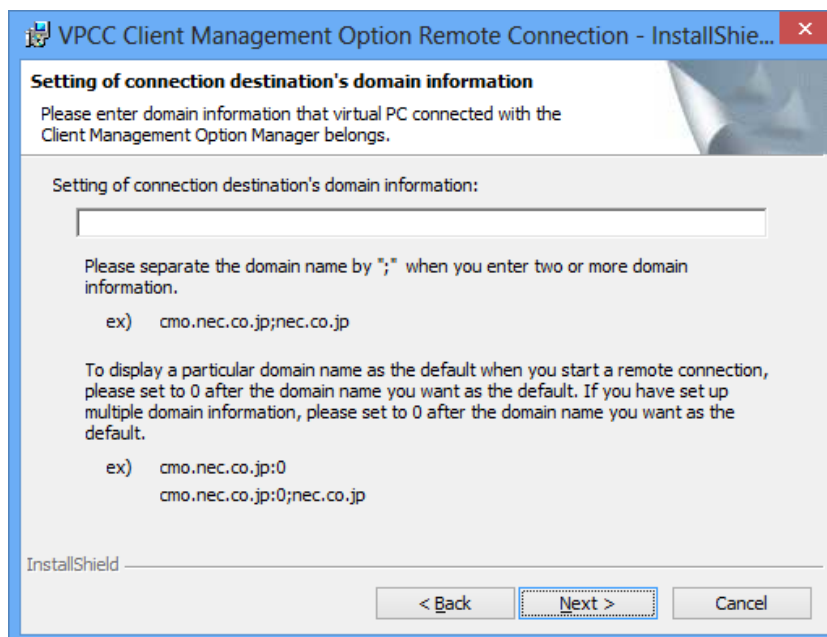 VPCC Client Management Option Remote Connection - InstallShie...
Setting of connection destination's domain information
Please enter domain information that virtual PC connected with the
Client Management Option Manager belongs.
Setting of connection destination's domain information:
Please separate the domain name by ";" when you enter two or more domain
information.
ex) cmo.nec.co.jp;nec.co.jp
To display a particular domain name as the default when you start a remote connection,
please set to 0 after the domain name you want as the default. If you have set up
multiple domain information, please set to 0 after the domain name you want as the
default.
ex) cmo.nec.co.jp:0
cmo.nec.co.jp:0;nec.co.jp
InstallShield
< Back Next > Cancel